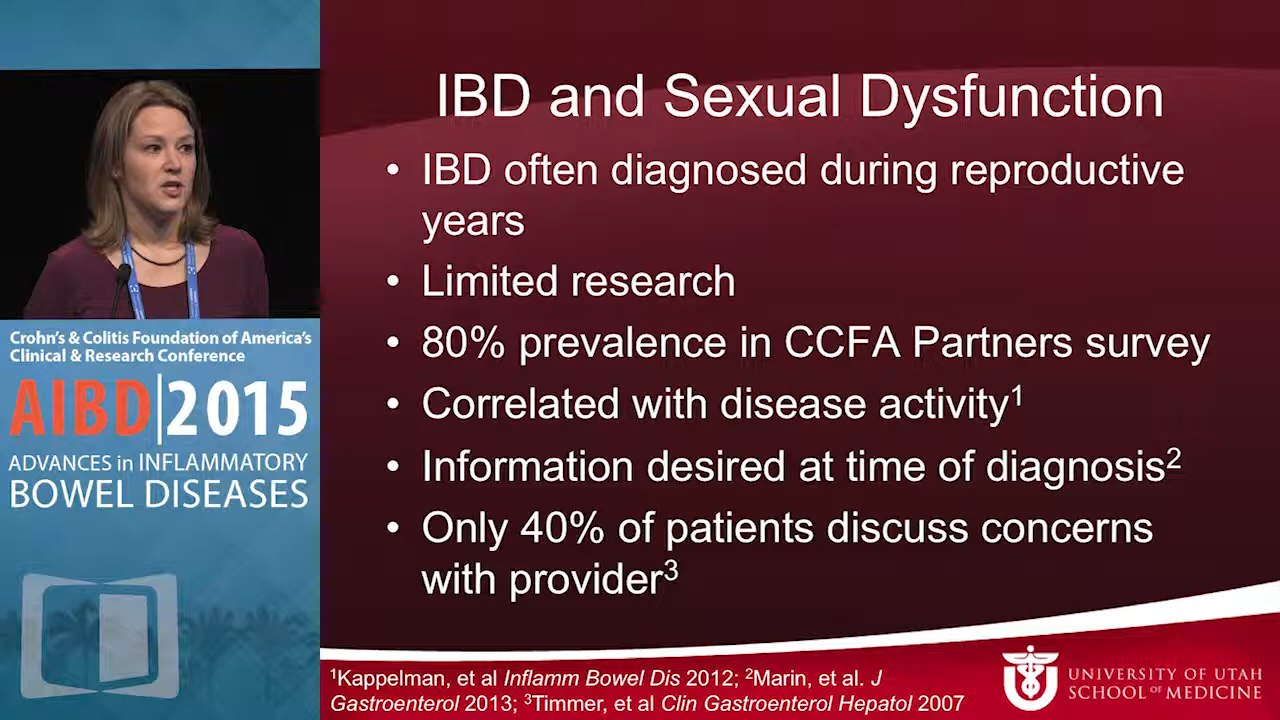 IBD and Sexual Dysfunction
• IBD often diagnosed during reproductive
years
• Limited research
• 80% prevalence in CCFA Partners survey
• Correlated with disease activity¹
• Information desired at time of diagnosis²
• Only 40% of patients discuss concerns
with provider³
¹Kappelman, et al Inflamm Bowel Dis 2012; ²Marin, et al. J
Gastroenterol 2013; ³Timmer, et al Clin Gastroenterol Hepatol 2007
UNIVERSITY OF UTAH
SCHOOL OF MEDICINE
Crohn's & Colitis Foundation of America's
Clinical & Research Conference
AIBD|2015
ADVANCES in INFLAMMATORY
BOWEL DISEASES